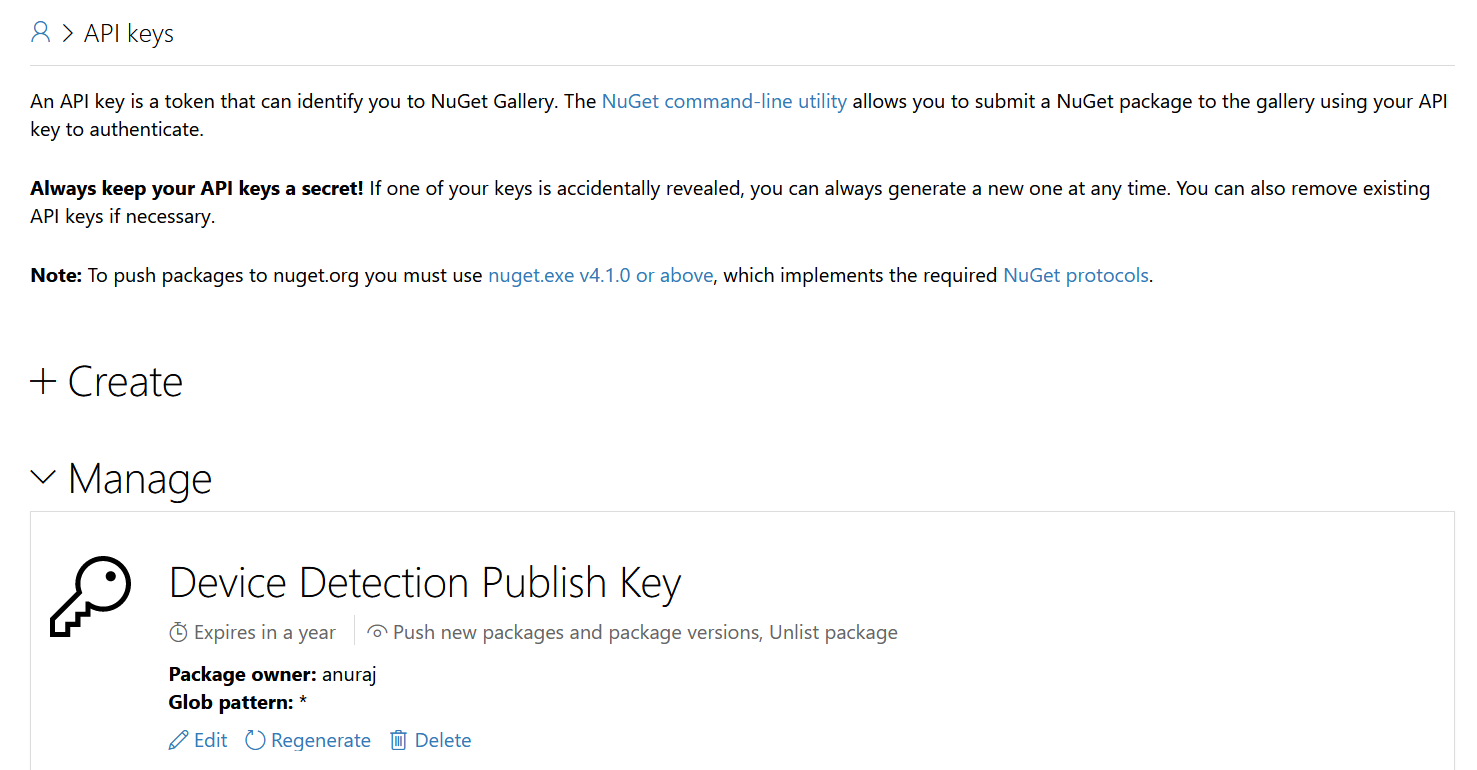 API keys
An API key is a token that can identify you to NuGet Gallery. The NuGet command-line utility allows you to submit a NuGet package to the gallery using your API
key to authenticate.
Always keep your API keys a secret! If one of your keys is accidentally revealed, you can always generate a new one at any time. You can also remove existing
API keys if necessary.
Note: To push packages to nuget.org you must use nuget.exe v4.1.0 or above, which implements the required NuGet protocols.
Create
Manage
Device Detection Publish Key
Expires in a year Push new packages and package versions, Unlist package
Package owner: anuraj
Glob pattern: *
Edit Regenerate Delete